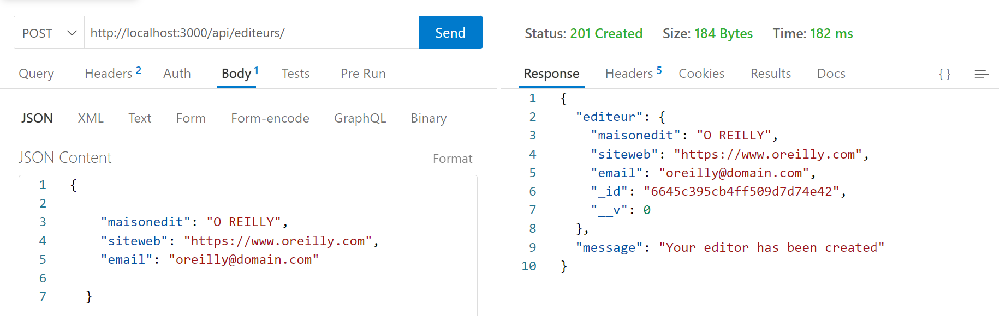 POST http://localhost:3000/api/editeurs/ Send
Query Headers 2 Auth Body 1 Tests Pre Run
JSON XML Text Form Form-encode GraphQL Binary
JSON Content Format
1 {
2
3 "maisonedit": "O REILLY",
4 "siteweb": "https://www.oreilly.com",
5 "email": "oreilly@domain.com"
6
7 }
Status: 201 Created Size: 184 Bytes Time: 182 ms
Response Headers 5 Cookies Results Docs { }
1 {
2 "editeur": {
3 "maisonedit": "O REILLY",
4 "siteweb": "https://www.oreilly.com",
5 "email": "oreilly@domain.com",
6 "_id": "6645c395cb4ff509d7d74e42",
7 "__v": 0
8 },
9 "message": "Your editor has been created"
10 }